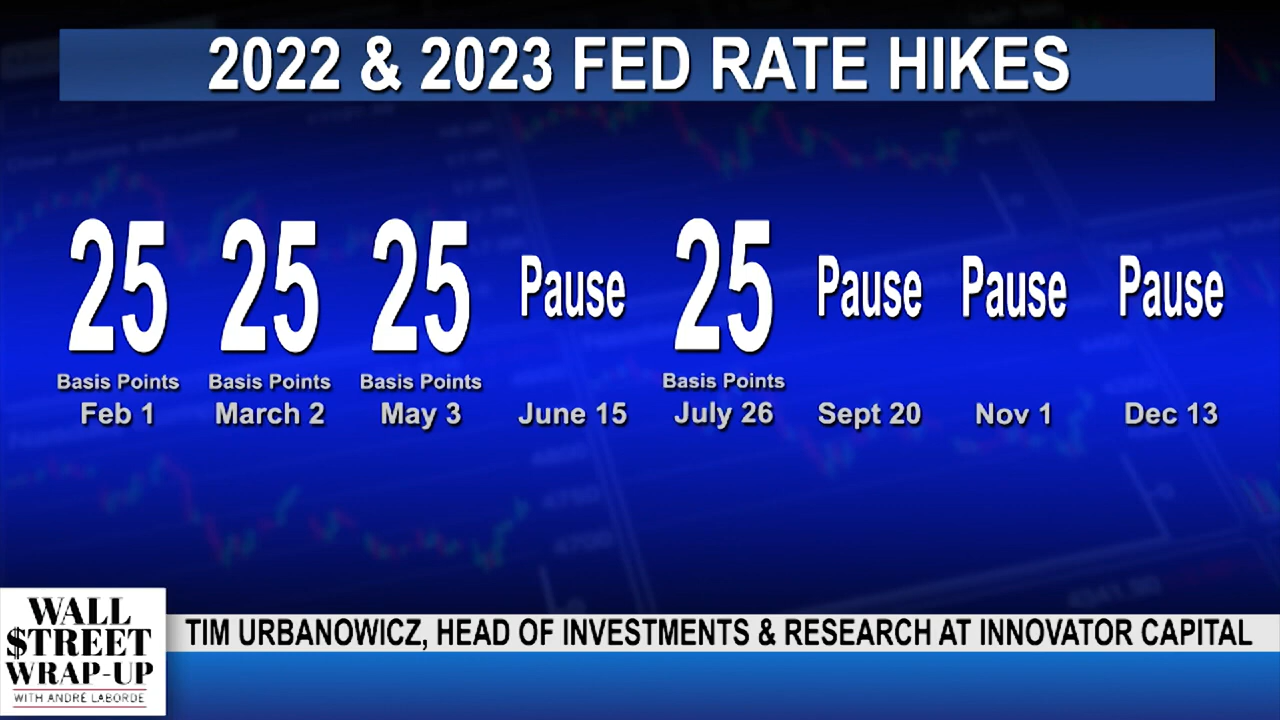 2022 & 2023 FED RATE HIKES
25 25 25 Pause 25 Pause Pause Pause
Basis Points Basis Points Basis Points Basis Points
Feb 1 March 2 May 3 June 15 July 26 Sept 20 Nov 1 Dec 13
WALL
$TREET
WRAP-UP
WITH ANDRÉ LABORDE
TIM URBANOWICZ, HEAD OF INVESTMENTS & RESEARCH AT INNOVATOR CAPITAL